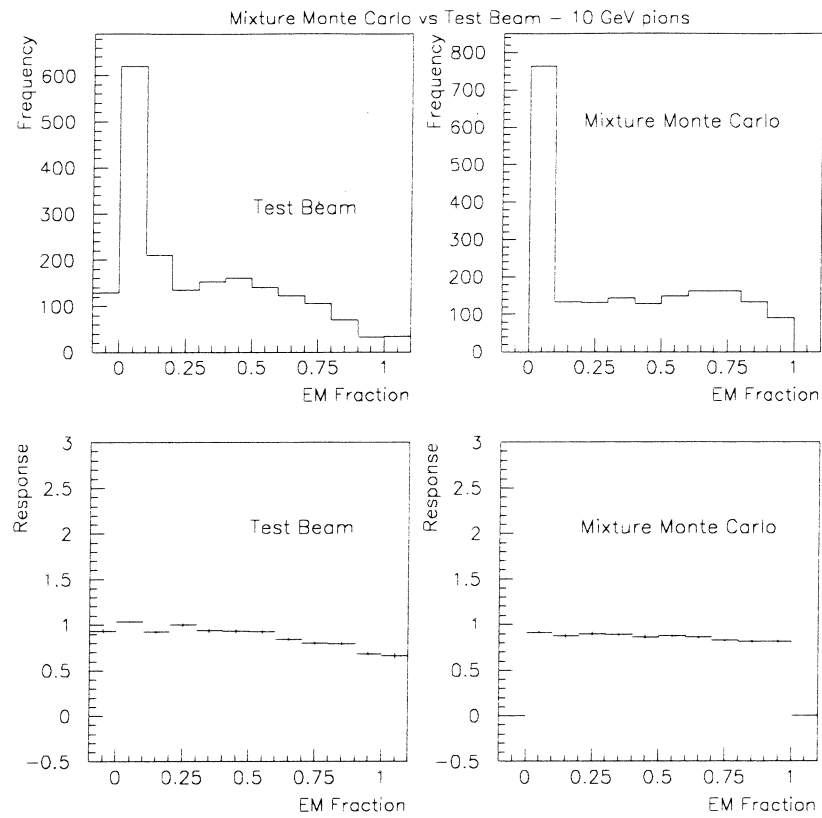 Mixture Monte Carlo vs Test Beam – 10 GeV pions
Frequency
600
500
400
300
200
100
0
Test Beam
0 0.25 0.5 0.75 1
EM Fraction
Frequency
800
700
600
500
400
300
200
100
0
Mixture Monte Carlo
0 0.25 0.5 0.75 1
EM Fraction
Response
3
2.5
2
1.5
1
0.5
0
−0.5
Test Beam
0 0.25 0.5 0.75 1
EM Fraction
Response
3
2.5
2
1.5
1
0.5
0
−0.5
Mixture Monte Carlo
0 0.25 0.5 0.75 1
EM Fraction